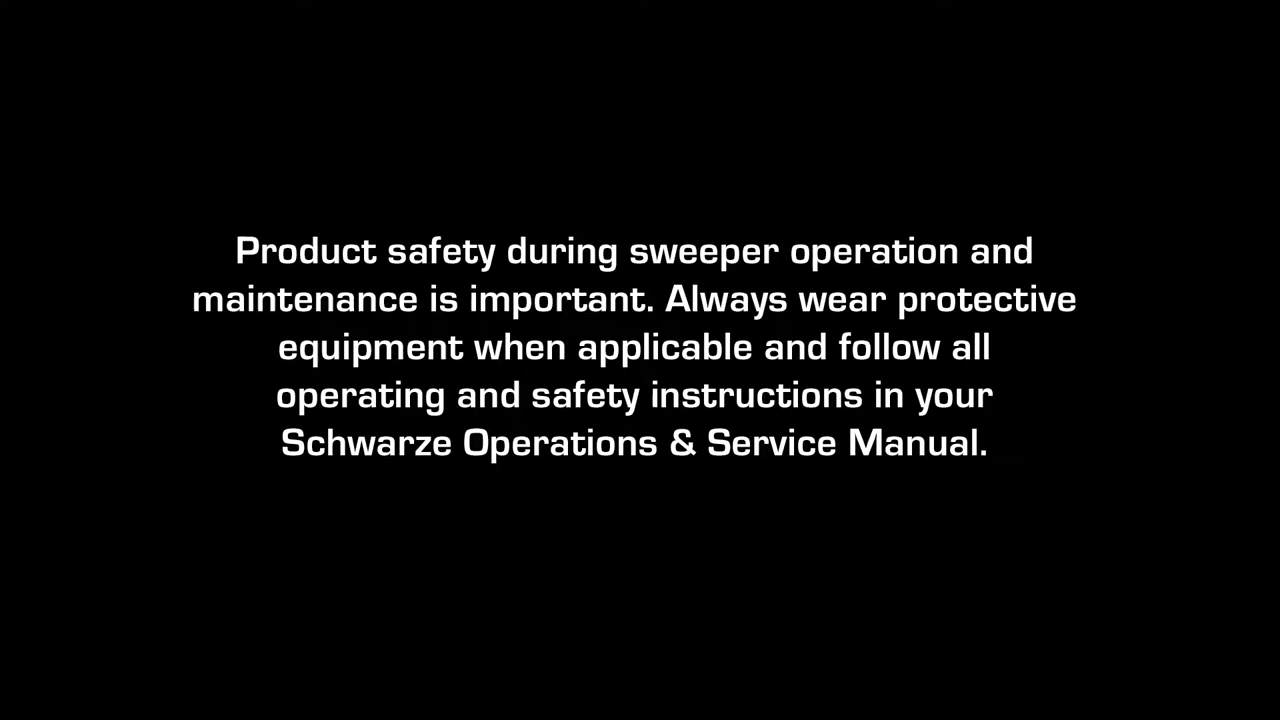 Product safety during sweeper operation and
maintenance is important. Always wear protective
equipment when applicable and follow all
operating and safety instructions in your
Schwarze Operations & Service Manual.